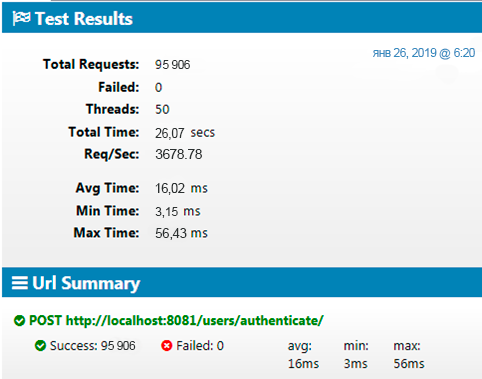 Test Results
янв 26, 2019 @ 6:20
Total Requests: 95 906
Failed: 0
Threads: 50
Total Time: 26,07 secs
Req/Sec: 3678.78
Avg Time: 16,02 ms
Min Time: 3,15 ms
Max Time: 56,43 ms
Url Summary
POST http://localhost:8081/users/authenticate/
Success: 95 906 Failed: 0 avg: min: max:
16ms 3ms 56ms